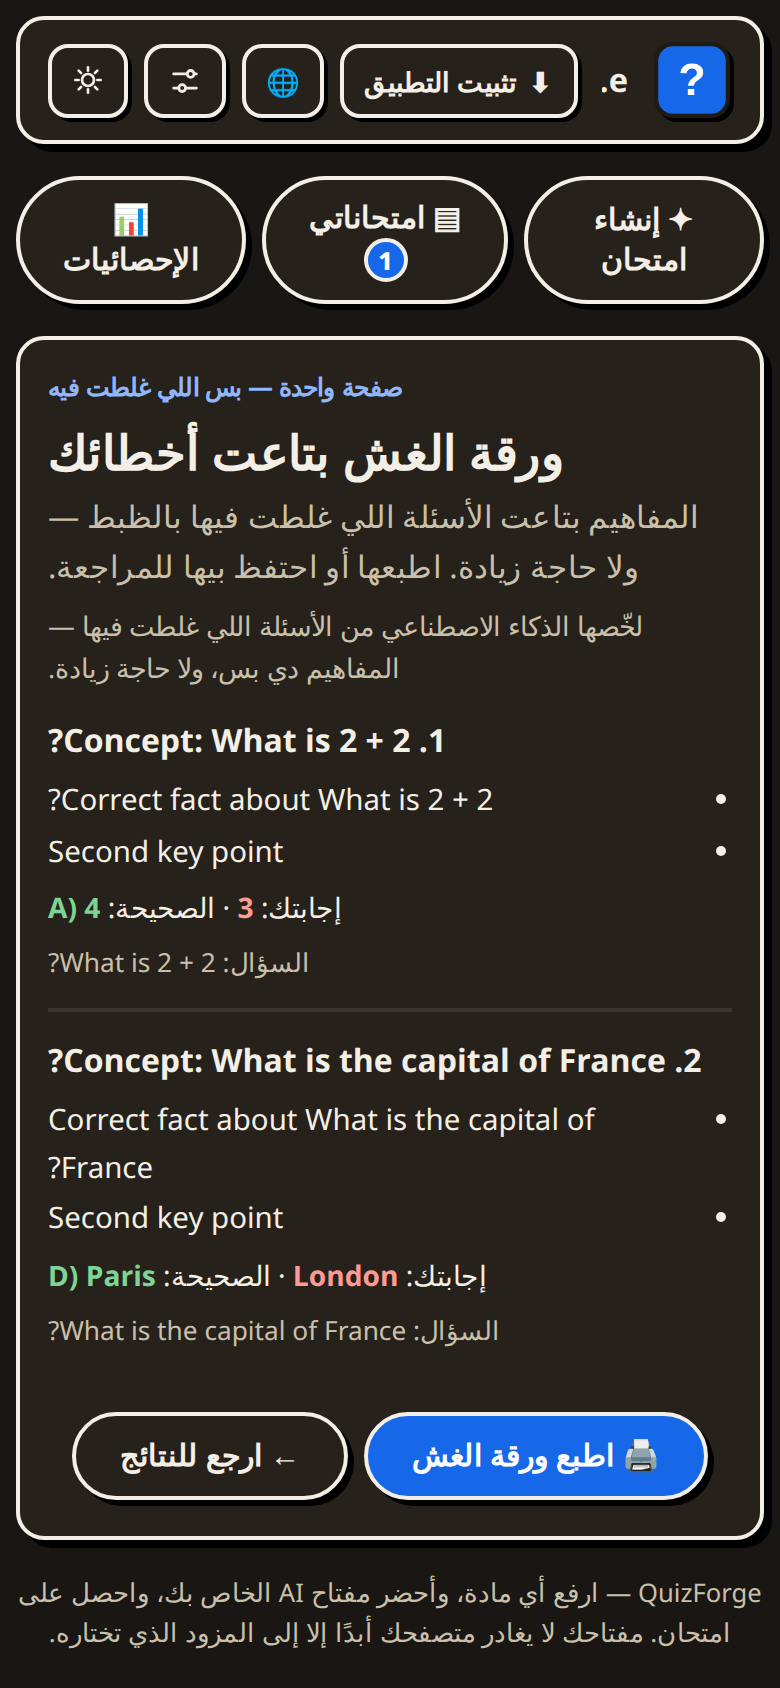 ?
e.
⬇ تثبيت التطبيق
✦ إنشاء امتحان
▤ امتحاناتي 1
📊 الإحصائيات
صفحة واحدة — بس اللي غلطت فيه
ورقة الغش بتاعت أخطائك
المفاهيم بتاعت الأسئلة اللي غلطت فيها بالظبط —
ولا حاجة زيادة. اطبعها أو احتفظ بيها للمراجعة.
لخّصها الذكاء الاصطناعي من الأسئلة اللي غلطت فيها —
المفاهيم دي بس، ولا حاجة زيادة.
1. Concept: What is 2 + 2?
Correct fact about What is 2 + 2?
Second key point
إجابتك: 3 · الصحيحة: A) 4
السؤال: What is 2 + 2?
2. Concept: What is the capital of France?
Correct fact about What is the capital of
France?
Second key point
إجابتك: London · الصحيحة: D) Paris
السؤال: What is the capital of France?
🖨️ اطبع ورقة الغش
← ارجع للنتائج
QuizForge — ارفع أي مادة، وأحضر مفتاح AI الخاص بك، واحصل على
امتحان. مفتاحك لا يغادر متصفحك أبدًا إلا إلى المزود الذي تختاره.